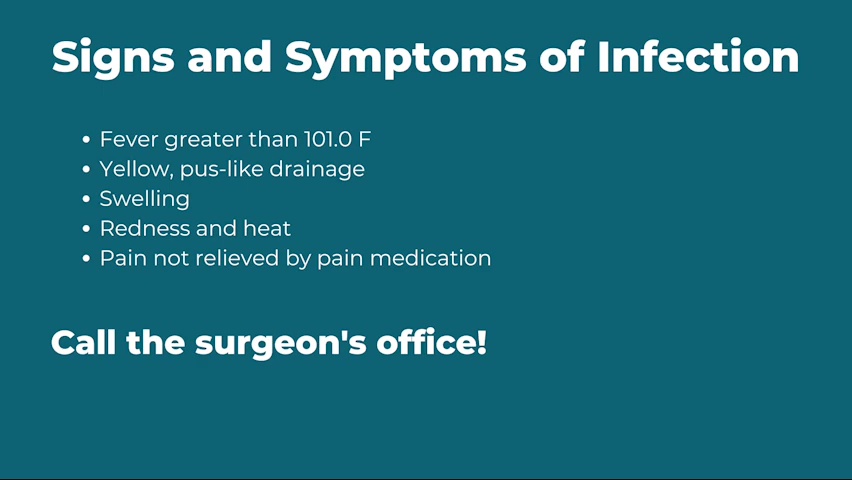 Signs and Symptoms of Infection
• Fever greater than 101.0 F
• Yellow, pus-like drainage
• Swelling
• Redness and heat
• Pain not relieved by pain medication
Call the surgeon's office!